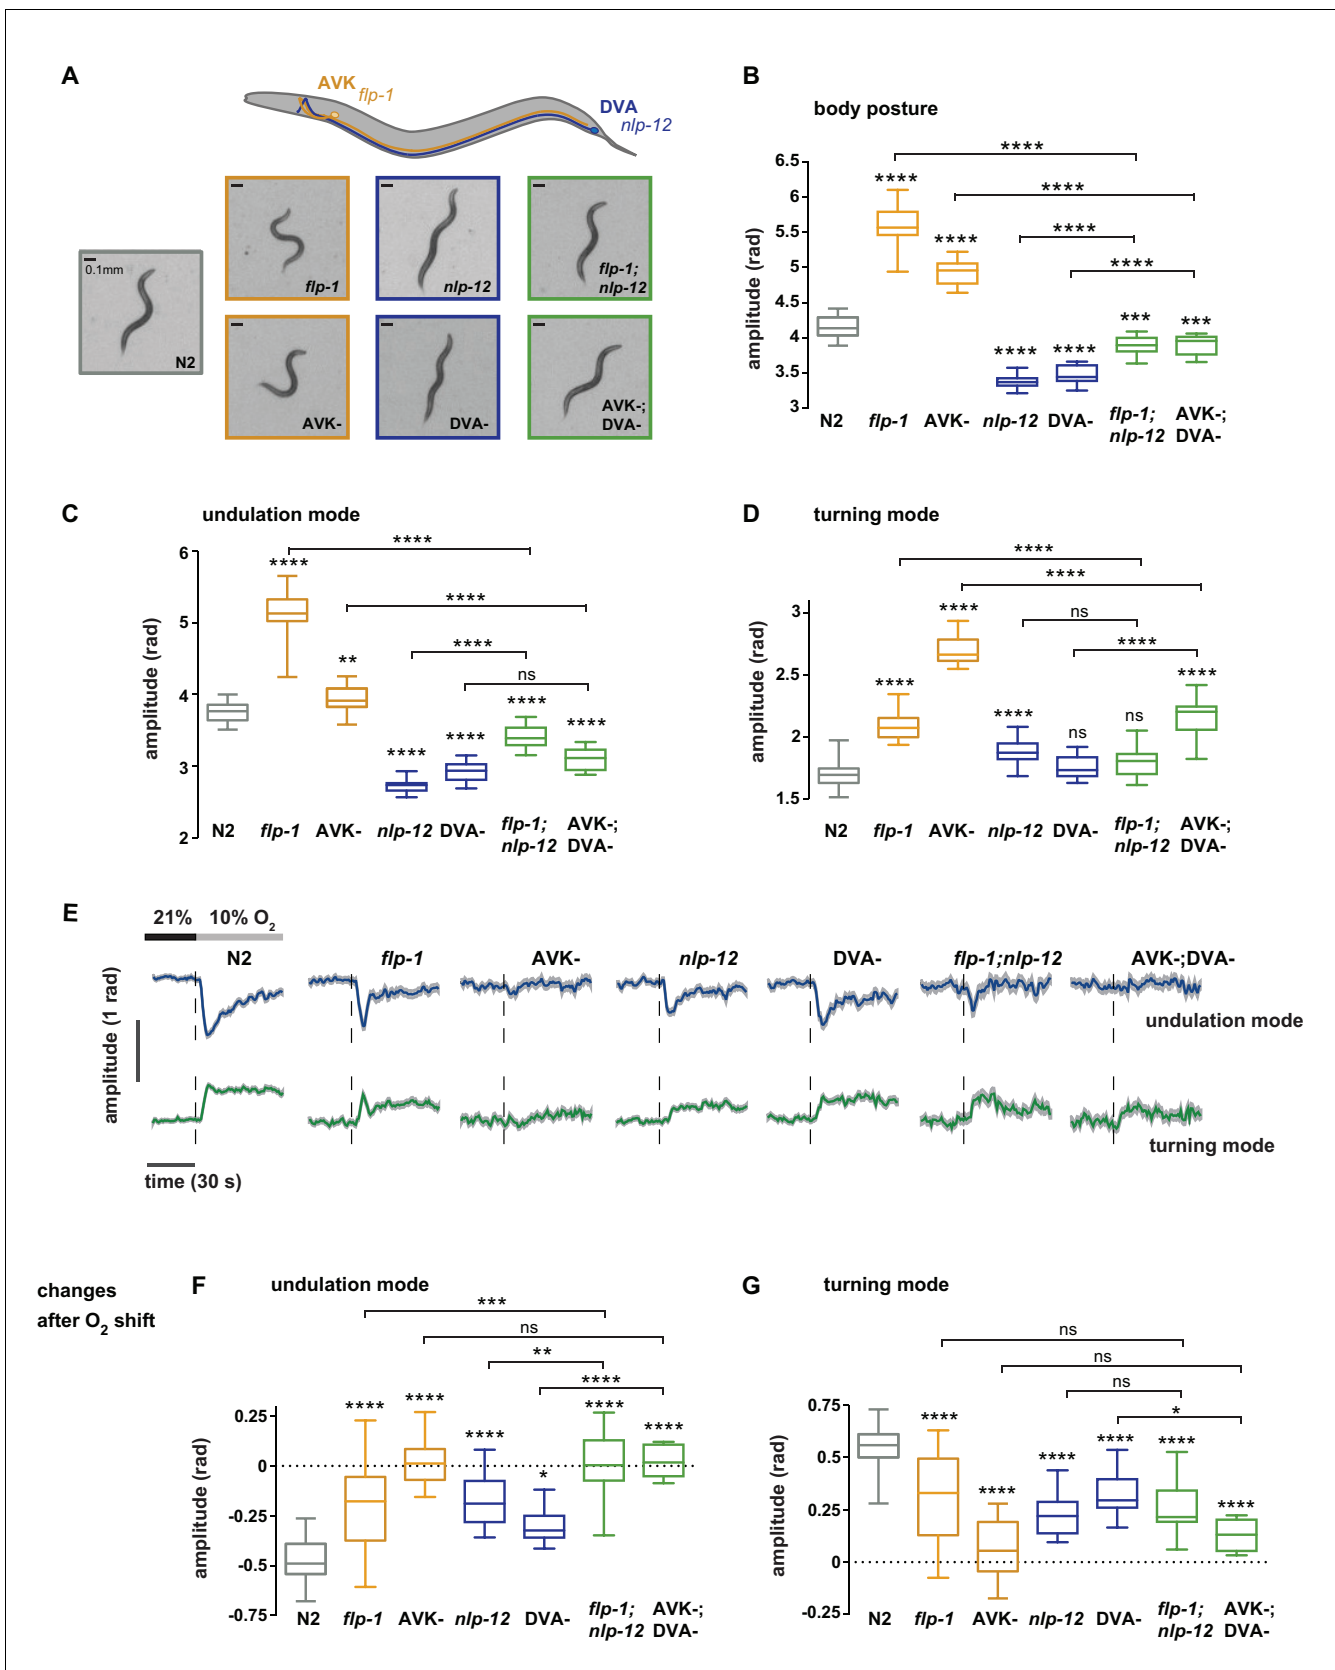 A
AVK
flp-1
DVA
nlp-12
0.1mm
N2
flp-1
nlp-12
flp-1;
nlp-12
AVK-
DVA-
AVK-;
DVA-
B
body posture
****
****
****
****
****
****
****
****
***
***
amplitude (rad)
6.5
6
5.5
5
4.5
4
3.5
3
N2 flp-1 AVK- nlp-12 DVA- flp-1; AVK-;
nlp-12 DVA-
C
undulation mode
****
****
****
ns
****
**
****
****
****
****
amplitude (rad)
6
5
4
3
2
N2 flp-1 AVK- nlp-12 DVA- flp-1; AVK-;
nlp-12 DVA-
D
turning mode
****
****
ns
****
****
****
****
ns
ns
****
amplitude (rad)
3
2.5
2
1.5
N2 flp-1 AVK- nlp-12 DVA- flp-1; AVK-;
nlp-12 DVA-
E
21% 10% O2
N2 flp-1 AVK- nlp-12 DVA- flp-1;nlp-12 AVK-;DVA-
amplitude (1 rad)
undulation mode
turning mode
time (30 s)
changes
after O2 shift
F
undulation mode
***
ns
**
****
****
****
****
*
****
****
amplitude (rad)
0.25
0
-0.25
-0.5
-0.75
N2 flp-1 AVK- nlp-12 DVA- flp-1; AVK-;
nlp-12 DVA-
G
turning mode
ns
ns
ns
*
****
****
****
****
****
****
amplitude (rad)
0.75
0.5
0.25
0
-0.25
N2 flp-1 AVK- nlp-12 DVA- flp-1; AVK-;
nlp-12 DVA-